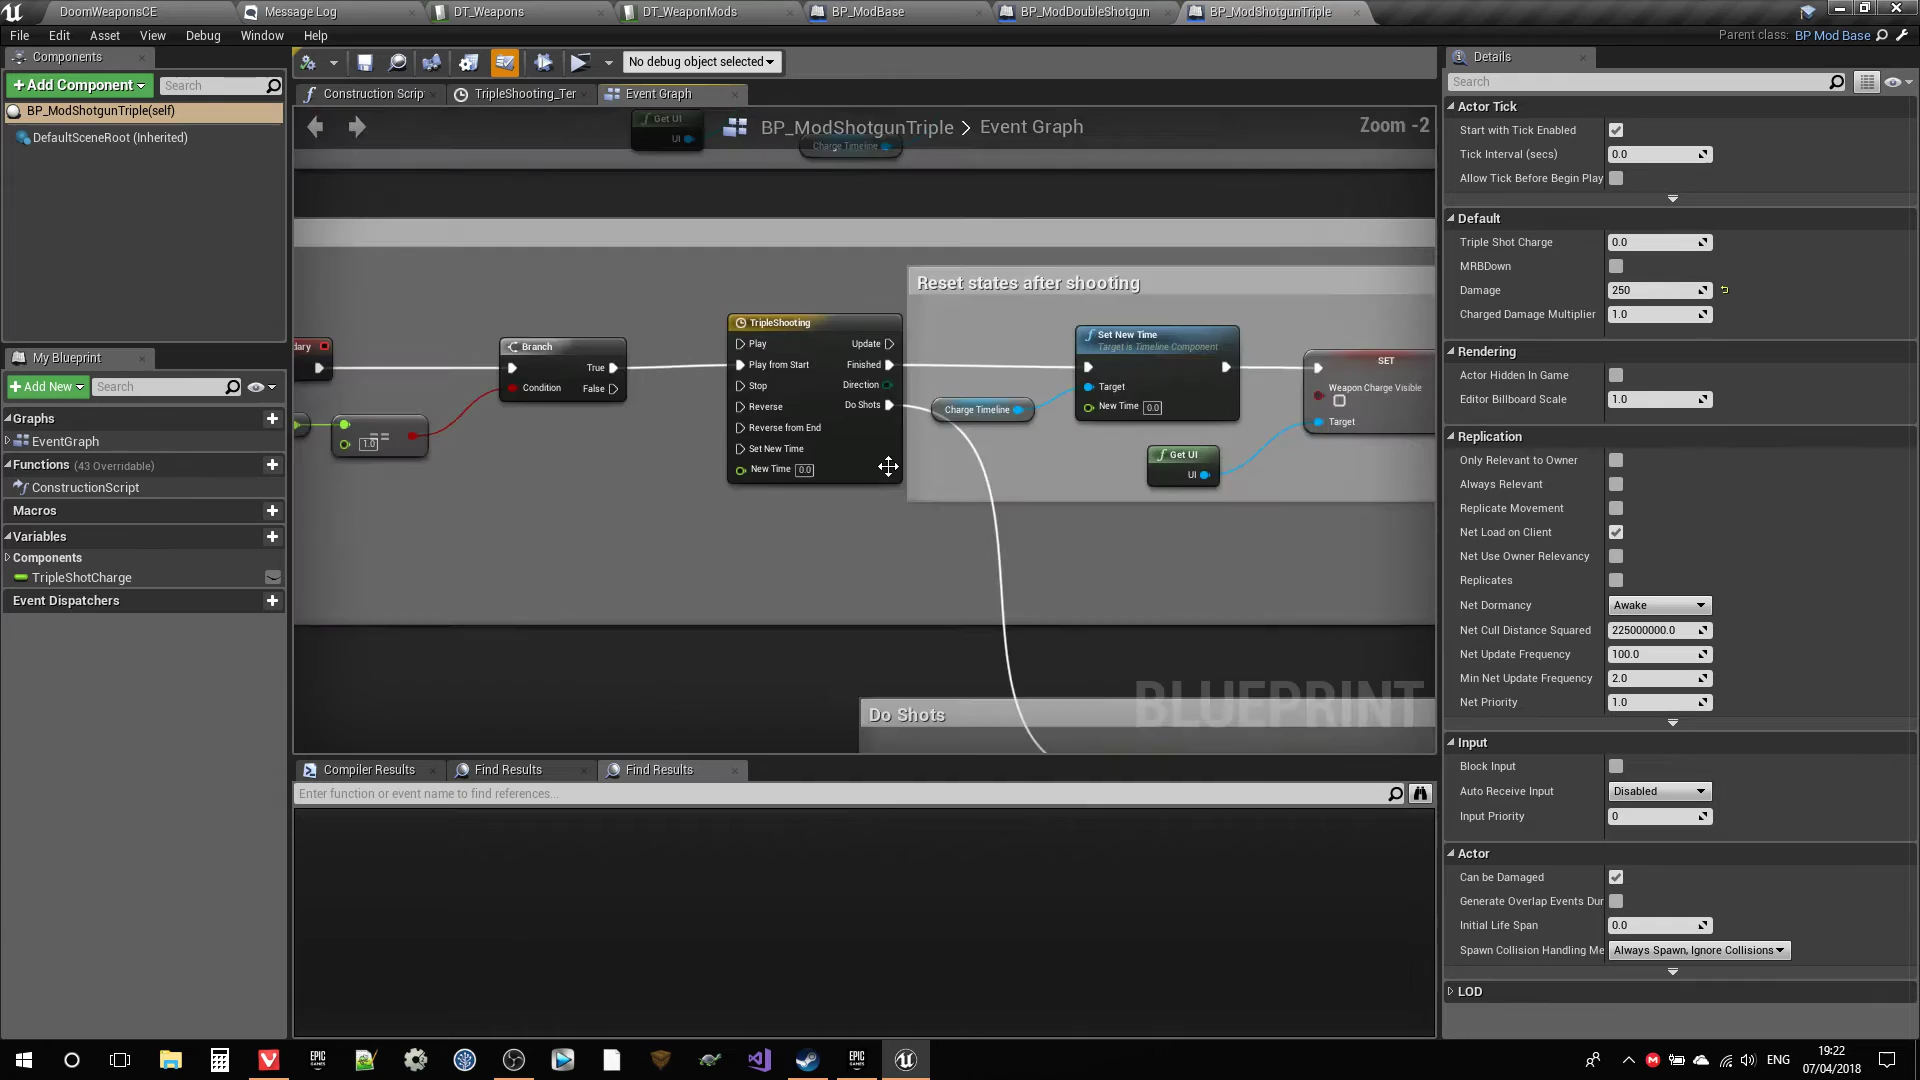 DoomWeaponsCE
Message Log
DT_Weapons
DT_WeaponMods
BP_ModBase
BP_ModDoubleShotgun
BP_ModShotgunTriple
File Edit Asset View Debug Window Help
Parent class: BP Mod Base
Components
+Add Component
Search
BP_ModShotgunTriple(self)
DefaultSceneRoot (Inherited)
My Blueprint
+Add New
Search
Graphs
EventGraph
Functions (43 Overridable)
ConstructionScript
Macros
Variables
Components
TripleShotCharge
Event Dispatchers
No debug object selected
Construction Scrip
TripleShooting_Ter
Event Graph
BP_ModShotgunTriple > Event Graph
Zoom -2
Get UI
UI
Charge Timeline
dary
==
1.0
Branch
True
Condition False
TripleShooting
Play Update
Play from Start Finished
Stop Direction
Reverse Do Shots
Reverse from End
Set New Time
New Time 0.0
Reset states after shooting
Charge Timeline
Set New Time
Target is Timeline Component
Target
New Time 0.0
Get UI
UI
SET
Weapon Charge Visible
Target
Do Shots
BLUEPRINT
Compiler Results
Find Results
Find Results
Enter function or event name to find references...
Details
Search
Actor Tick
Start with Tick Enabled
Tick Interval (secs) 0.0
Allow Tick Before Begin Play
Default
Triple Shot Charge 0.0
MRBDown
Damage 250
Charged Damage Multiplier 1.0
Rendering
Actor Hidden In Game
Editor Billboard Scale 1.0
Replication
Only Relevant to Owner
Always Relevant
Replicate Movement
Net Load on Client
Net Use Owner Relevancy
Replicates
Net Dormancy Awake
Net Cull Distance Squared 225000000.0
Net Update Frequency 100.0
Min Net Update Frequency 2.0
Net Priority 1.0
Input
Block Input
Auto Receive Input Disabled
Input Priority 0
Actor
Can be Damaged
Generate Overlap Events Dur
Initial Life Span 0.0
Spawn Collision Handling Me Always Spawn, Ignore Collisions
LOD
EPIC GAMES
EPIC GAMES
ENG
19:22
07/04/2018